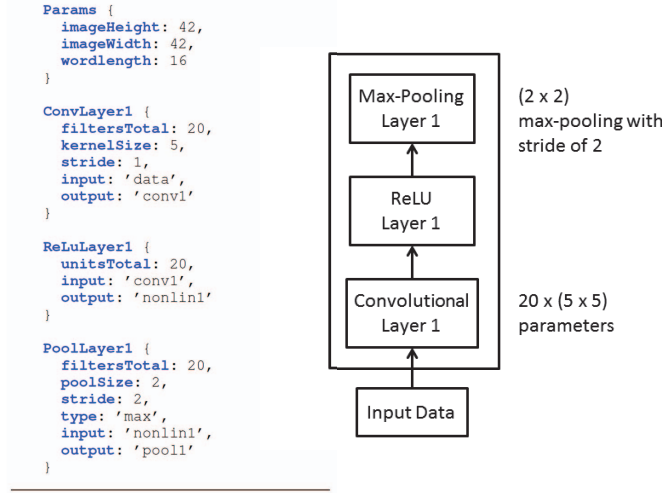 Params {
imageHeight: 42,
imageWidth: 42,
wordlength: 16
}
ConvLayer1 {
filtersTotal: 20,
kernelSize: 5,
stride: 1,
input: 'data',
output: 'conv1'
}
ReLuLayer1 {
unitsTotal: 20,
input: 'conv1',
output: 'nonlin1'
}
PoolLayer1 {
filtersTotal: 20,
poolSize: 2,
stride: 2,
type: 'max',
input: 'nonlin1',
output: 'pool1'
}
Max-Pooling
Layer 1
(2 x 2)
max-pooling with
stride of 2
ReLU
Layer 1
Convolutional
Layer 1
20 x (5 x 5)
parameters
Input Data